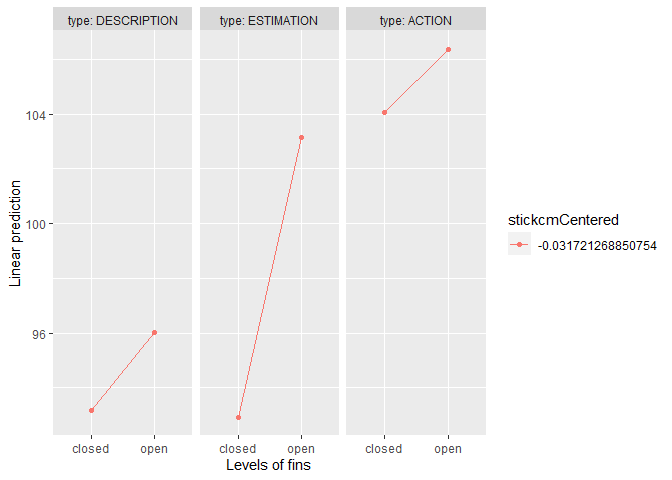 type: DESCRIPTION type: ESTIMATION type: ACTION
104
100
96
Linear prediction
closed open closed open closed open
Levels of fins
stickcmCentered
-0.031721268850754